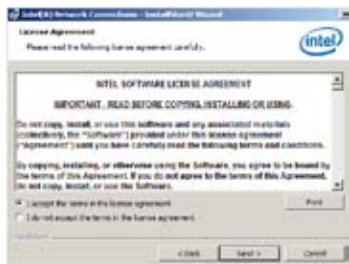 Intel(R) Network Connections - InstallShield Wizard
License Agreement
Please read the following license agreement carefully.
intel
INTEL SOFTWARE LICENSE AGREEMENT
IMPORTANT - READ BEFORE COPYING, INSTALLING OR USING.
Do not copy, install, or use this software and any associated materials
(collectively, the "Software") provided under this license agreement
("Agreement") until you have carefully read the following terms and conditions.
By copying, installing, or otherwise using the Software, you agree to be bound by
the terms of this Agreement. If you do not agree to the terms of this Agreement,
do not copy, install, or use the Software.
I accept the terms in the license agreement
Print
I do not accept the terms in the license agreement
InstallShield
< Back
Next >
Cancel